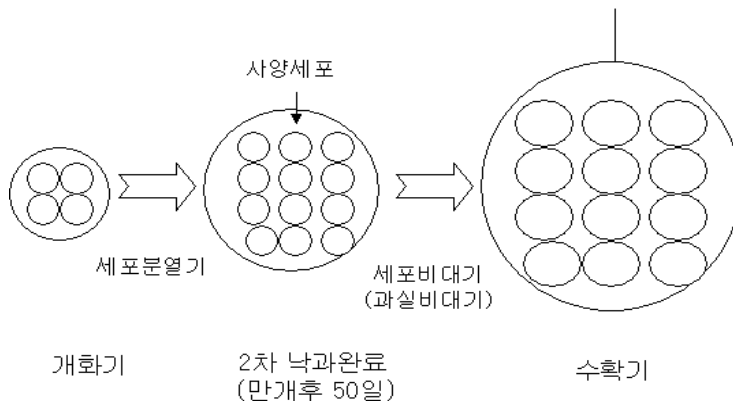 사양세포
세포분열기
세포비대기
(과실비대기)
개화기
2차 낙과완료
(만개후 50일)
수확기